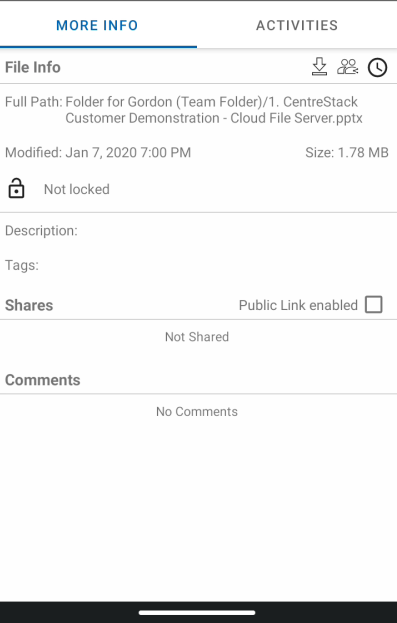 MORE INFO
ACTIVITIES
File Info
Full Path: Folder for Gordon (Team Folder)/1. CentreStack
Customer Demonstration - Cloud File Server.pptx
Modified: Jan 7, 2020 7:00 PM
Size: 1.78 MB
Not locked
Description:
Tags:
Shares
Public Link enabled
Not Shared
Comments
No Comments